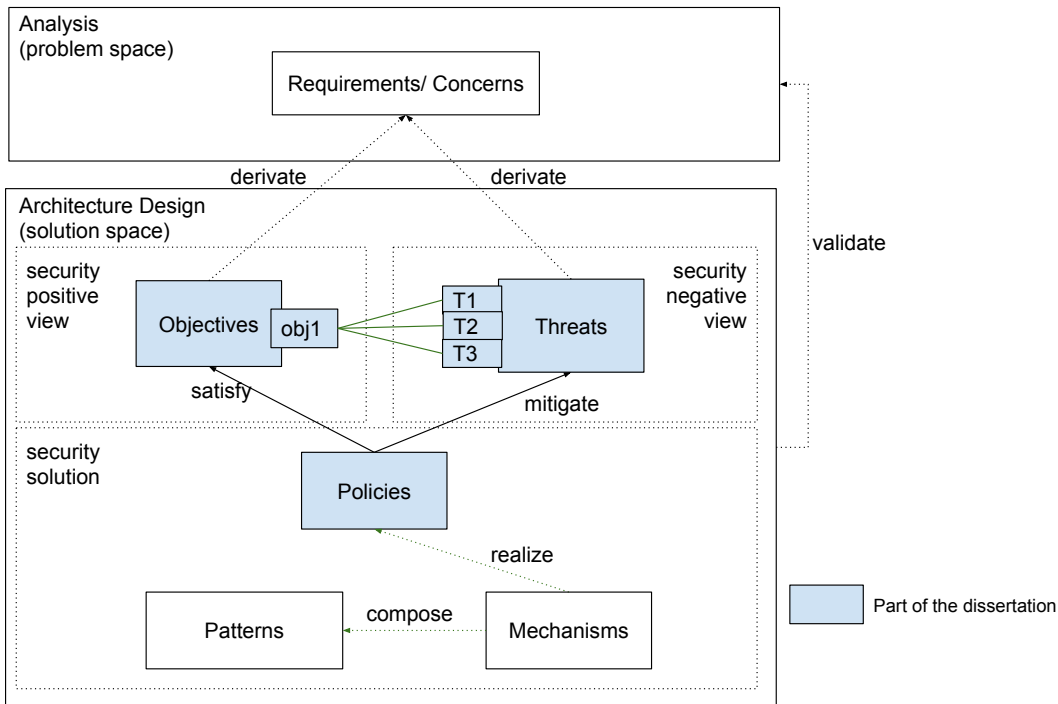 Analysis
(problem space)
Requirements/ Concerns
derivate
derivate
Architecture Design
(solution space)
validate
security
positive
view
Objectives
obj1
T1
T2
T3
Threats
security
negative
view
satisfy
mitigate
security
solution
Policies
realize
Patterns
compose
Mechanisms
Part of the dissertation